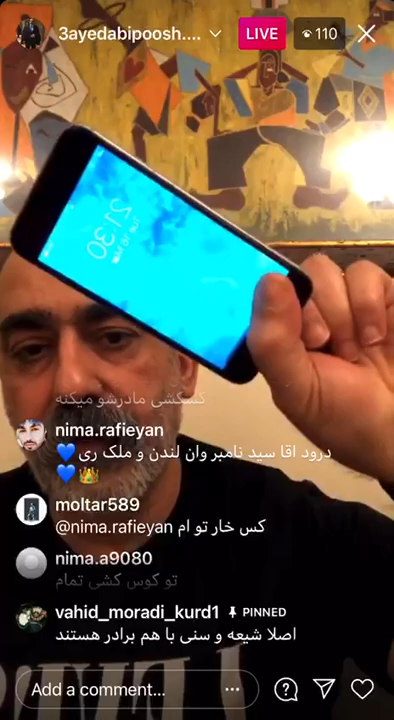 3ayedabipoosh....
LIVE
110
21:30
کسکشی مادرشو میکنه
nima.rafieyan
💙درود اقا سید نامبر وان لندن و ملک ری
💙👑
moltar589
@nima.rafieyan کس خار تو ام
nima.a9080
تو کوس کشی تمام
vahid_moradi_kurd1 PINNED
اصلا شیعه و سنی با هم برادر هستند
Add a comment...